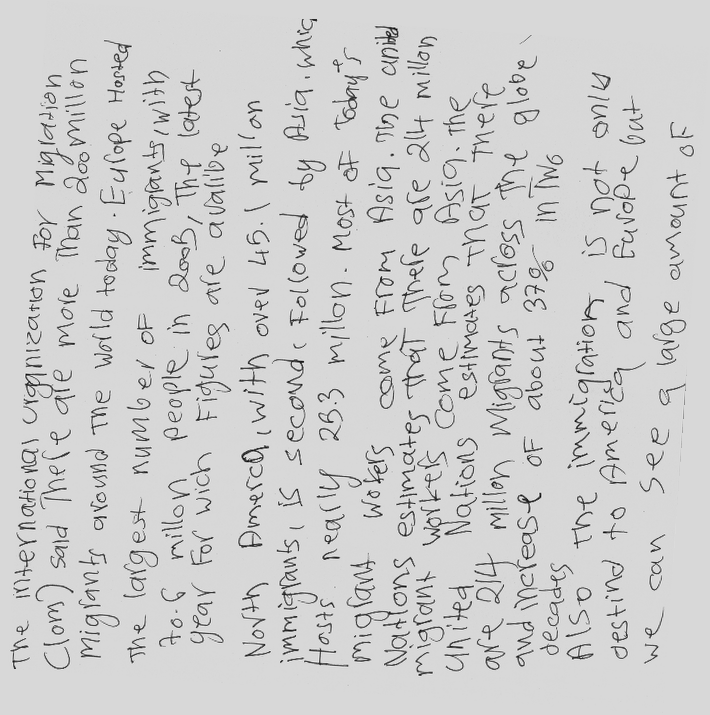 The international organization For Migration
(Iom) said There are more Than 200millon
migrants around The world today. Europe Hosted
The largest number of immigrants, with
70.6 millon people in 2005, The latest
year For wich Figures are avalibe
North America, with over 45.1 millan
immigrants, is second, Followed by Asia, whic
Hosts nearly 25.3 millon. Most of Today's
migrant wokers come From Asia. The united
Nations estimates That There are 214 millon
migrant workers Come From Asia. The
united Nations estimates That There
are 214 millon Migrants across The globe,
and increase of about 37% in TWO
decades
Also The immigration is not only
destind to America and Europe but
we can see a large amount of